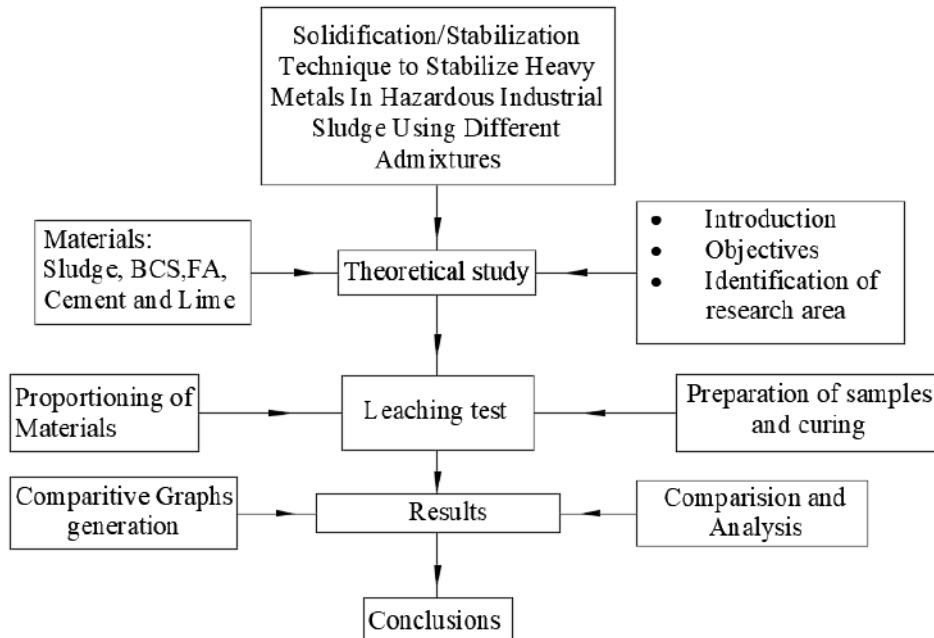 Solidification/Stabilization
Technique to Stabilize Heavy
Metals In Hazardous Industrial
Sludge Using Different
Admixtures
Materials:
Sludge, BCS,FA,
Cement and Lime
Theoretical study
• Introduction
• Objectives
• Identification of
research area
Proportioning of
Materials
Leaching test
Preparation of samples
and curing
Comparitive Graphs
generation
Results
Comparision and
Analysis
Conclusions